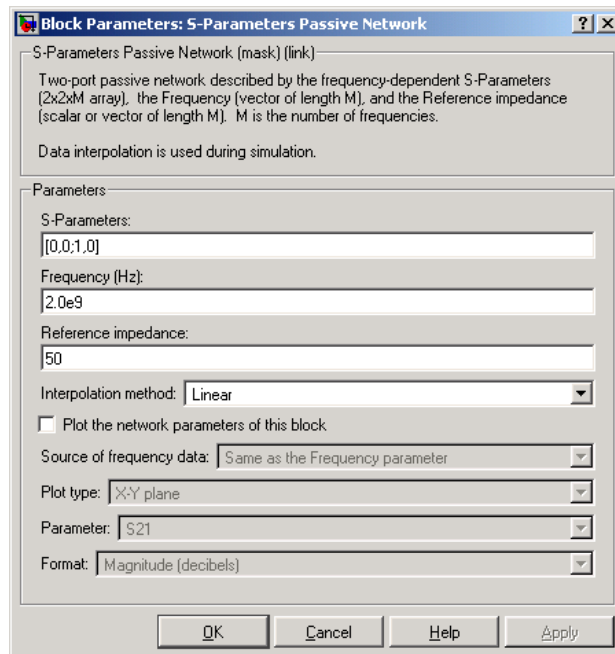 Block Parameters: S-Parameters Passive Network
S-Parameters Passive Network (mask) (link)
Two-port passive network described by the frequency-dependent S-Parameters
(2x2xM array),  the Frequency (vector of length M), and the Reference impedance
(scalar or vector of length M).  M is the number of frequencies.
Data interpolation is used during simulation.
Parameters
S-Parameters:
[0,0;1,0]
Frequency (Hz):
2.0e9
Reference impedance:
50
Interpolation method: Linear
Plot the network parameters of this block
Source of frequency data: Same as the Frequency parameter
Plot type: X-Y plane
Parameter: S21
Format: Magnitude (decibels)
OK Cancel Help Apply